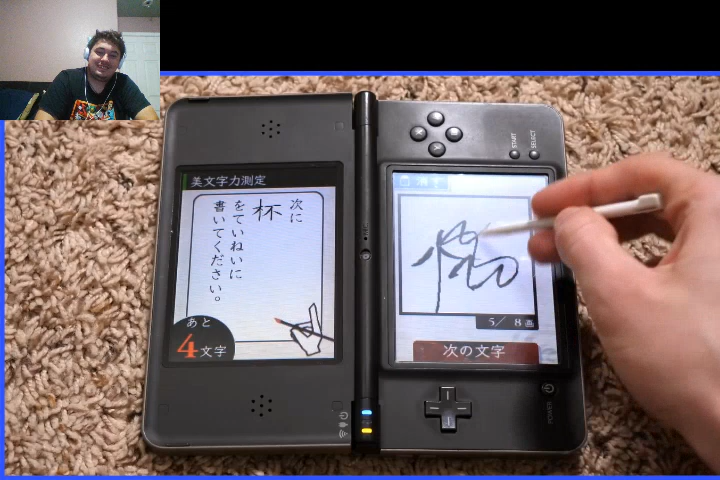 美文字力測定
次に
杯
をていねいに
書いてください。
あと
4文字
消す
5/ 8画
次の文字
START
SELECT
POWER